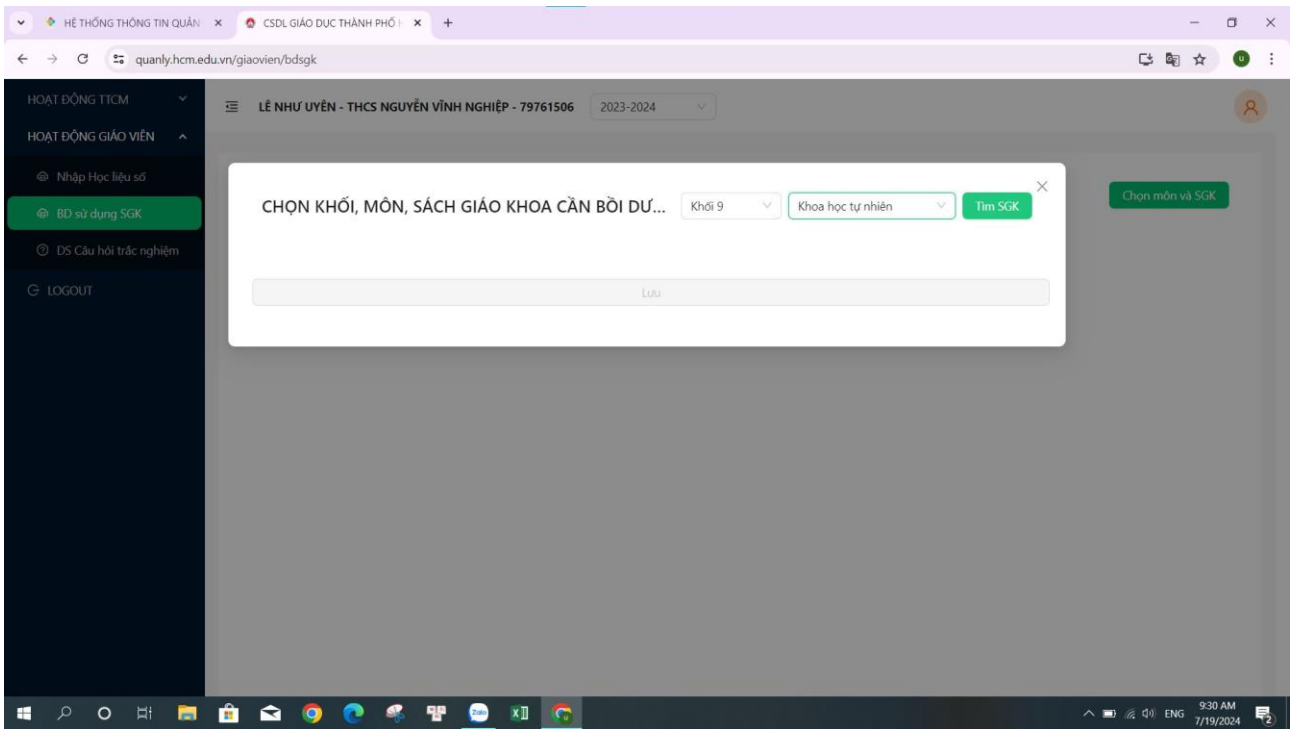 HỆ THỐNG THÔNG TIN QUẢN
CSDL GIÁO DỤC THÀNH PHỐ H
quanly.hcm.edu.vn/giaovien/bdsgk
HOẠT ĐỘNG TTCM
LÊ NHƯ UYÊN - THCS NGUYỄN VĨNH NGHIỆP - 79761506 2023-2024
HOẠT ĐỘNG GIÁO VIÊN
Nhập Học liệu số
BD sử dụng SGK
DS Câu hỏi trắc nghiệm
LOGOUT
CHỌN KHỐI, MÔN, SÁCH GIÁO KHOA CẦN BỒI DƯ... Khối 9 Khoa học tự nhiên Tìm SGK
Chọn môn và SGK
Lưu
Zalo
ENG
9:30 AM
7/19/2024
2